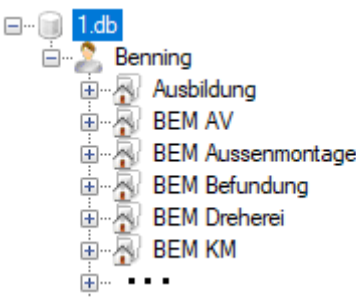 1.db
Benning
Ausbildung
BEM AV
BEM Aussenmontage
BEM Befundung
BEM Dreherei
BEM KM
...